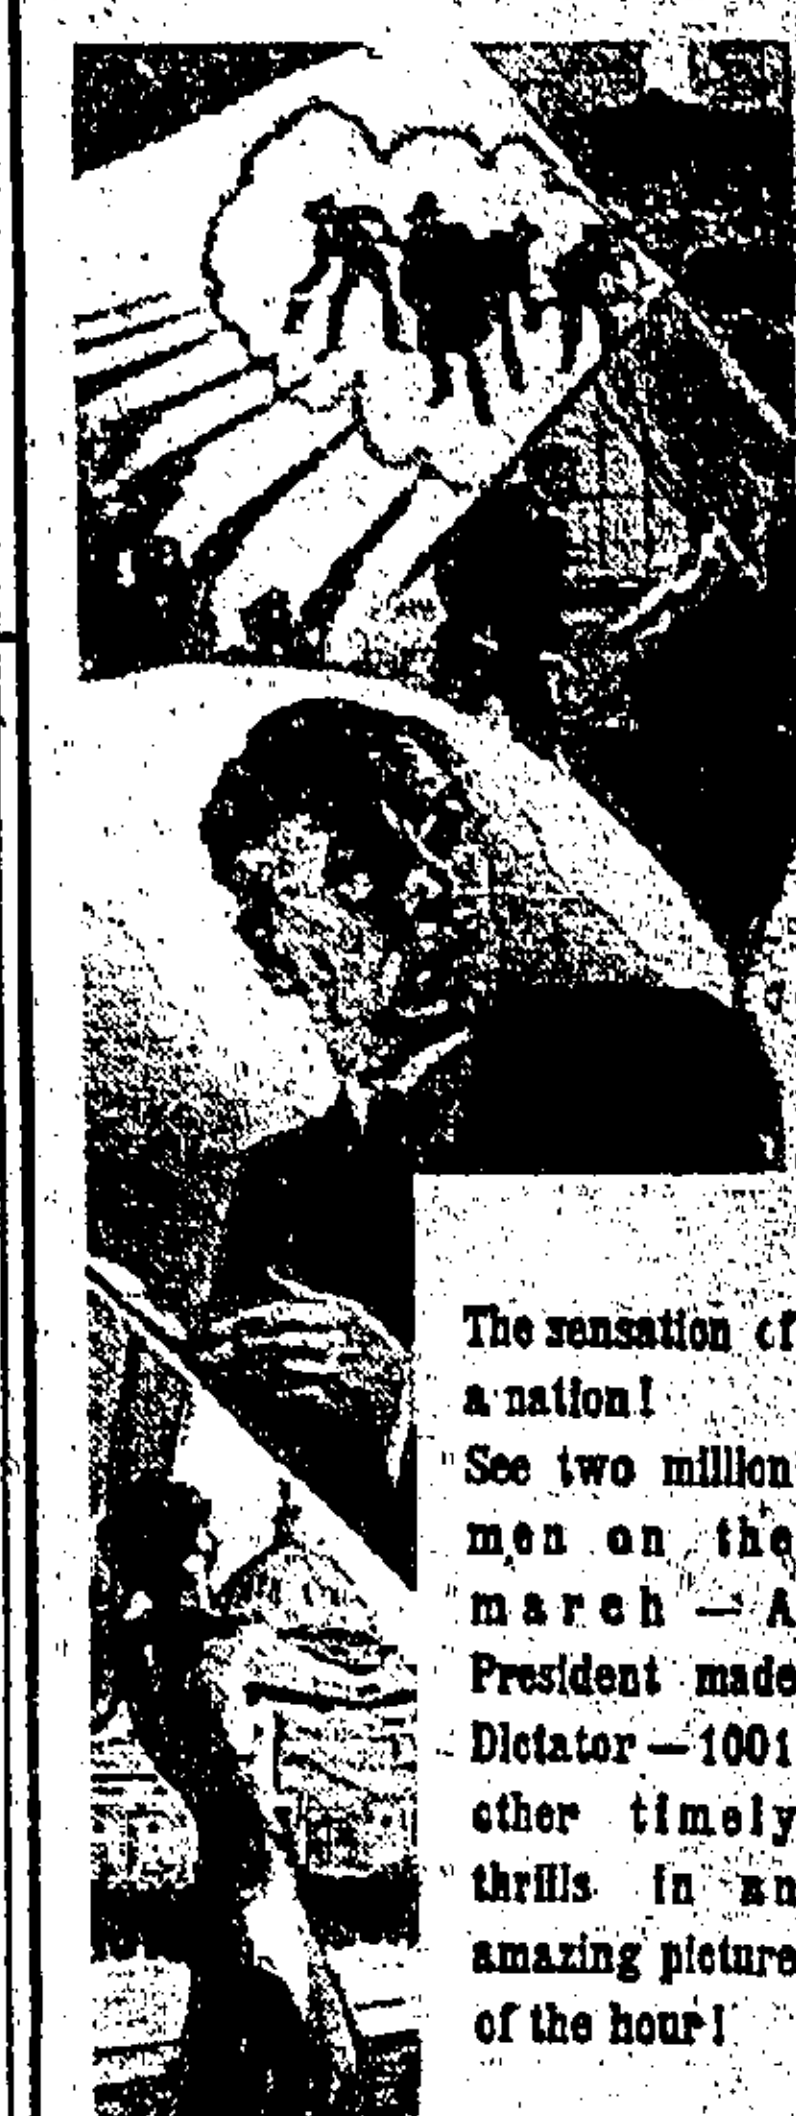 The sensation of
a nation!
See two million
men on the
march — A
President made
Dictator — 1001
other timely
thrills in an
amazing picture
of the hour!